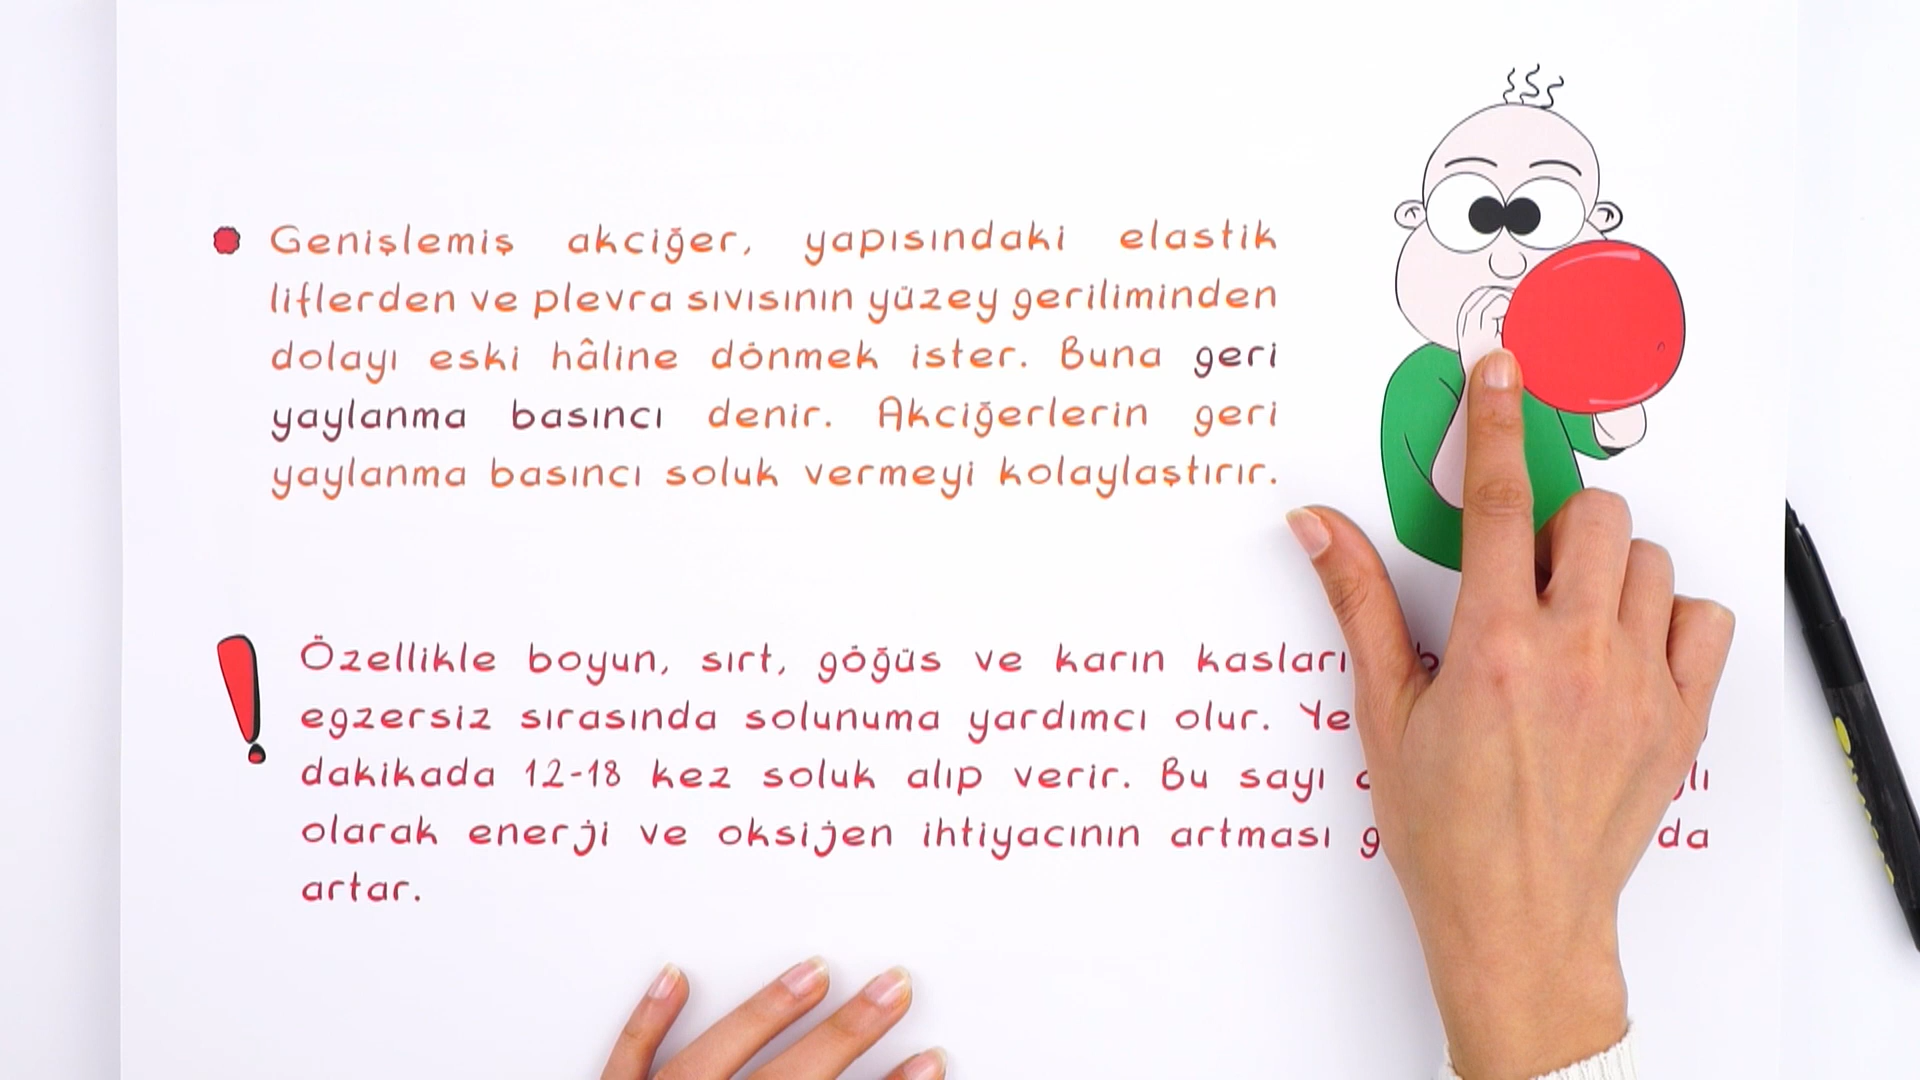 Genişlemiş akciğer, yapısındaki elastik
liflerden ve plevra sıvısının yüzey geriliminden
dolayı eski hâline dönmek ister. Buna geri
yaylanma basıncı denir. Akciğerlerin geri
yaylanma basıncı soluk vermeyi kolaylaştırır.
Özellikle boyun, sırt, göğüs ve karın kasları
egzersiz sırasında solunuma yardımcı olur.
dakikada 12-18 kez soluk alıp verir. Bu sayı
olarak enerji ve oksijen ihtiyacının artması da
artar.